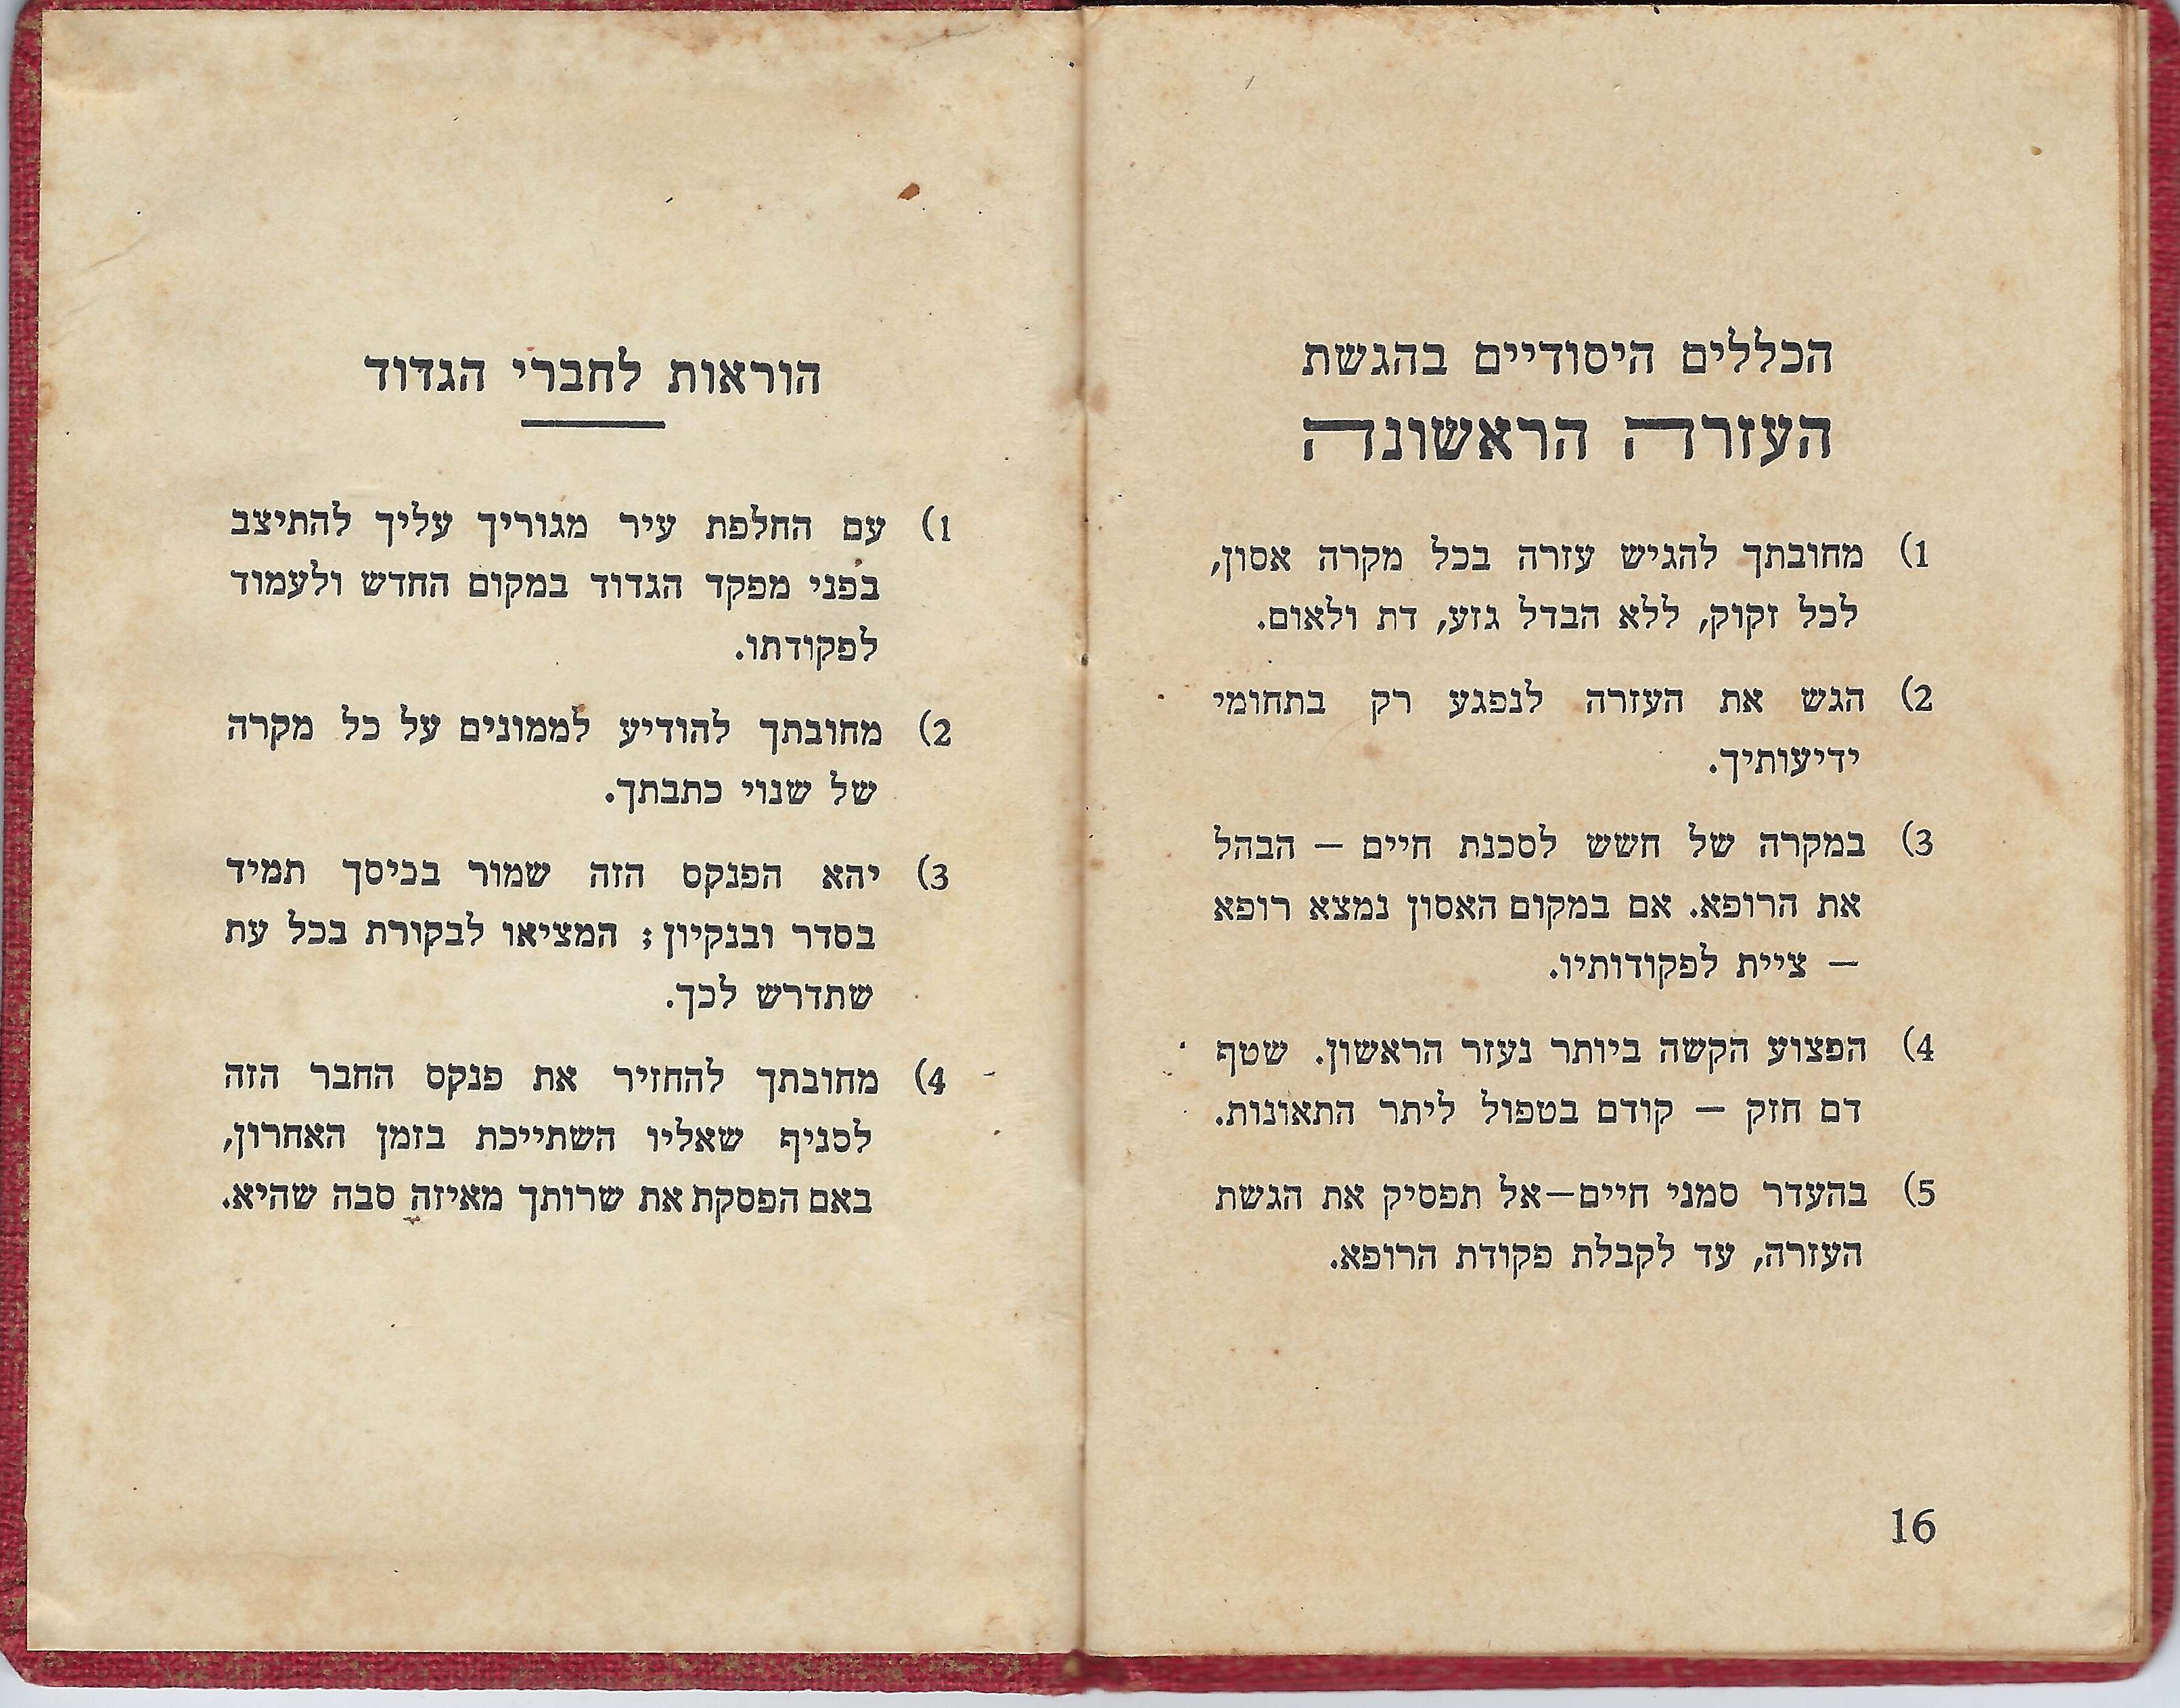 הכללים היסודיים בהגשת
העזרה הראשונה
1) מחובתך להגיש עזרה בכל מקרה אסון,
לכל זקוק, ללא הבדל גזע, דת ולאום.
2) הגש את העזרה לנפגע רק בתחומי
ידיעותיך.
3) במקרה של חשש לסכנת חיים — הבהל
את הרופא. אם במקום האסון נמצא רופא
— ציית לפקודותיו.
4) הפצוע הקשה ביותר נעזר הראשון. שטף
דם חזק — קודם בטפול ליתר התאונות.
5) בהעדר סמני חיים—אל תפסיק את הגשת
העזרה, עד לקבלת פקודת הרופא.
16
הוראות לחברי הגדוד
1) עם החלפת עיר מגוריך עליך להתיצב
בפני מפקד הגדוד במקום החדש ולעמוד
לפקודתו.
2) מחובתך להודיע לממונים על כל מקרה
של שנוי כתבתך.
3) יהא הפנקס הזה שמור בכיסך תמיד
בסדר ובנקיון; המציאו לבקורת בכל עת
שתדרש לכך.
4) מחובתך להחזיר את פנקס החבר הזה
לסניף שאליו השתייכת בזמן האחרון,
באם הפסקת את שרותך מאיזה סבה שהיא.